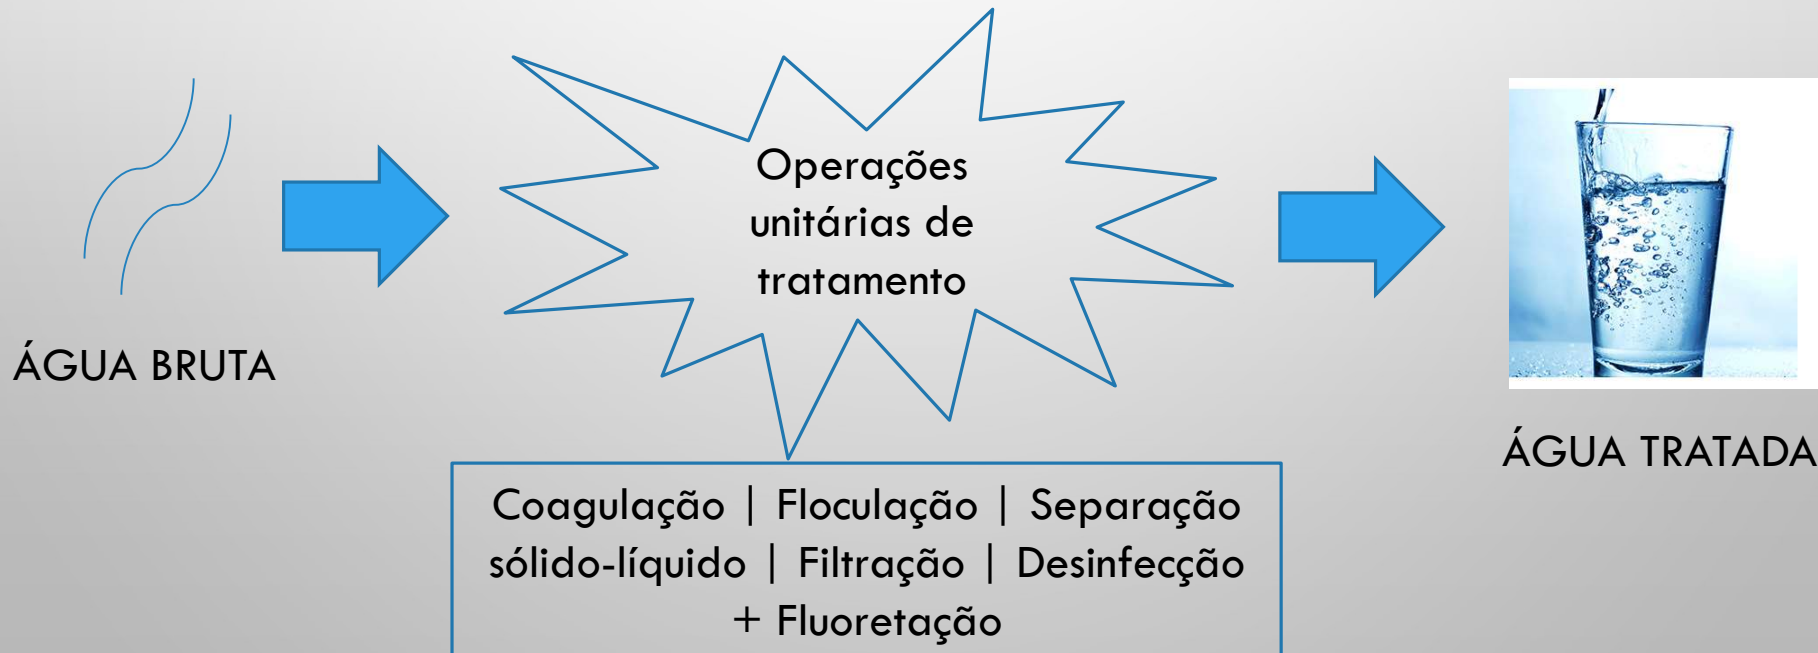 ÁGUA BRUTA
Operações
unitárias de
tratamento
Coagulação | Floculação | Separação
sólido-líquido | Filtração | Desinfecção
+ Fluoretação
ÁGUA TRATADA